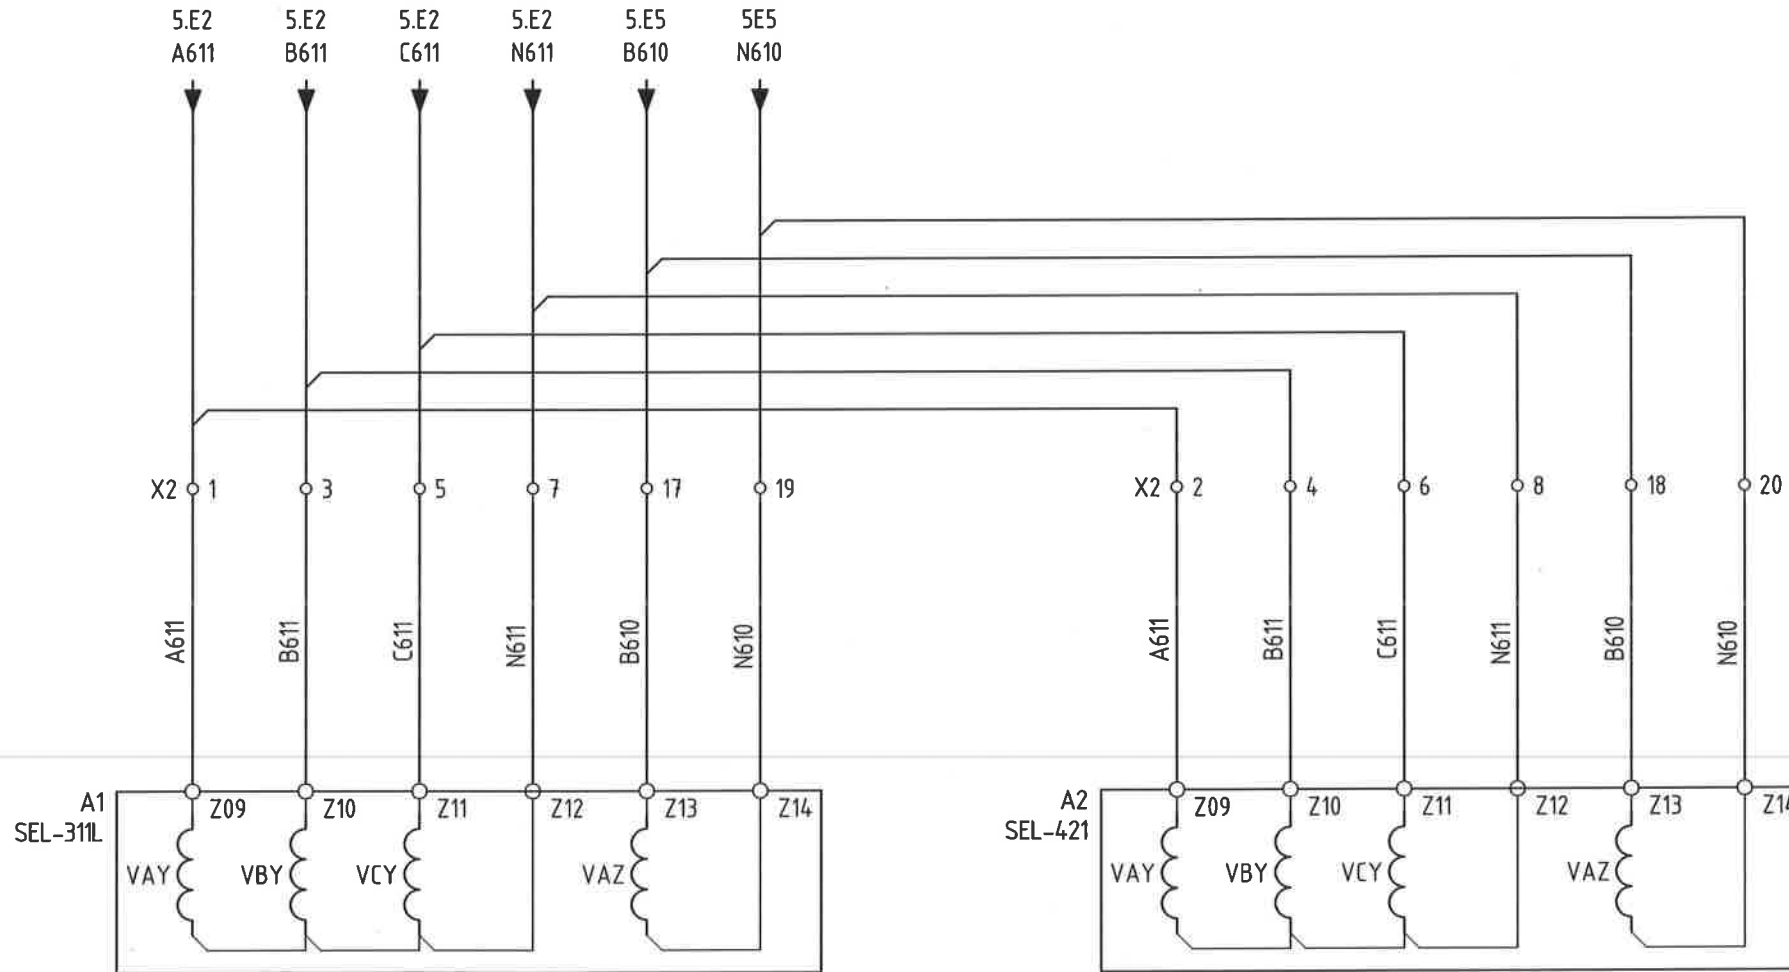 5.E2 5.E2 5.E2 5.E2 5.E5 5E5
A611 B611 C611 N611 B610 N610
X2 1 3 5 7 17 19 X2 2 4 6 8 18 20
A611 B611 C611 N611 B610 N610 A611 B611 C611 N611 B610 N610
A1 Z09 Z10 Z11 Z12 Z13 Z14 A2 Z09 Z10 Z11 Z12 Z13 Z14
SEL-311L SEL-421
VAY VBY VCY VAZ VAY VBY VCY VAZ